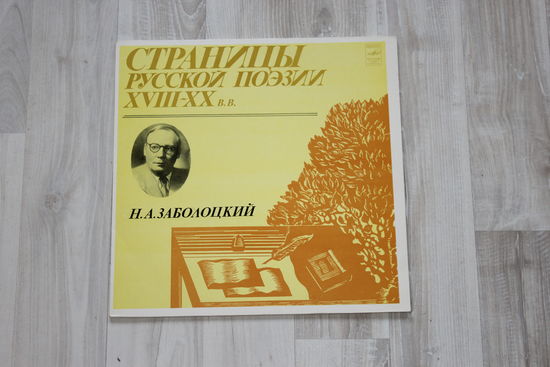 СТРАНИЦЫ
РУССКОЙ ПОЭЗИИ
XVIII-XX В.В.
Н.А.ЗАБОЛОЦКИЙ